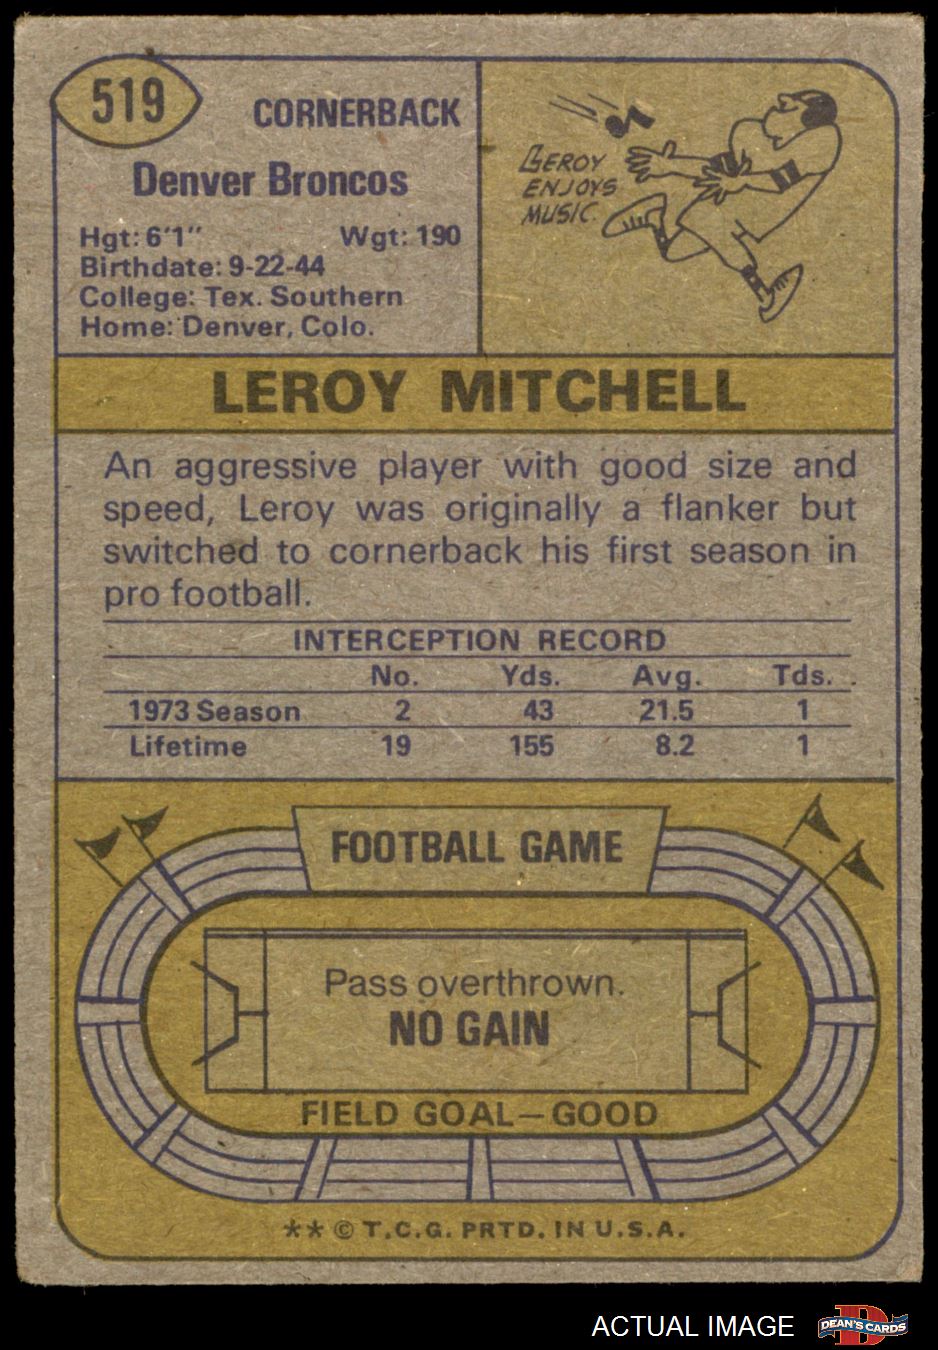 519
CORNERBACK
Denver Broncos
Hgt: 6'1" Wgt: 190
Birthdate: 9-22-44
College: Tex. Southern
Home: Denver, Colo.
LEROY
ENJOYS
MUSIC.
LEROY MITCHELL
An aggressive player with good size and
speed, Leroy was originally a flanker but
switched to cornerback his first season in
pro football.
INTERCEPTION RECORD
No. Yds. Avg. Tds.
1973 Season 2 43 21.5 1
Lifetime 19 155 8.2 1
FOOTBALL GAME
Pass overthrown.
NO GAIN
FIELD GOAL—GOOD
** © T.C.G. PRTD. IN U.S.A.
ACTUAL IMAGE
D
DEAN'S CARDS